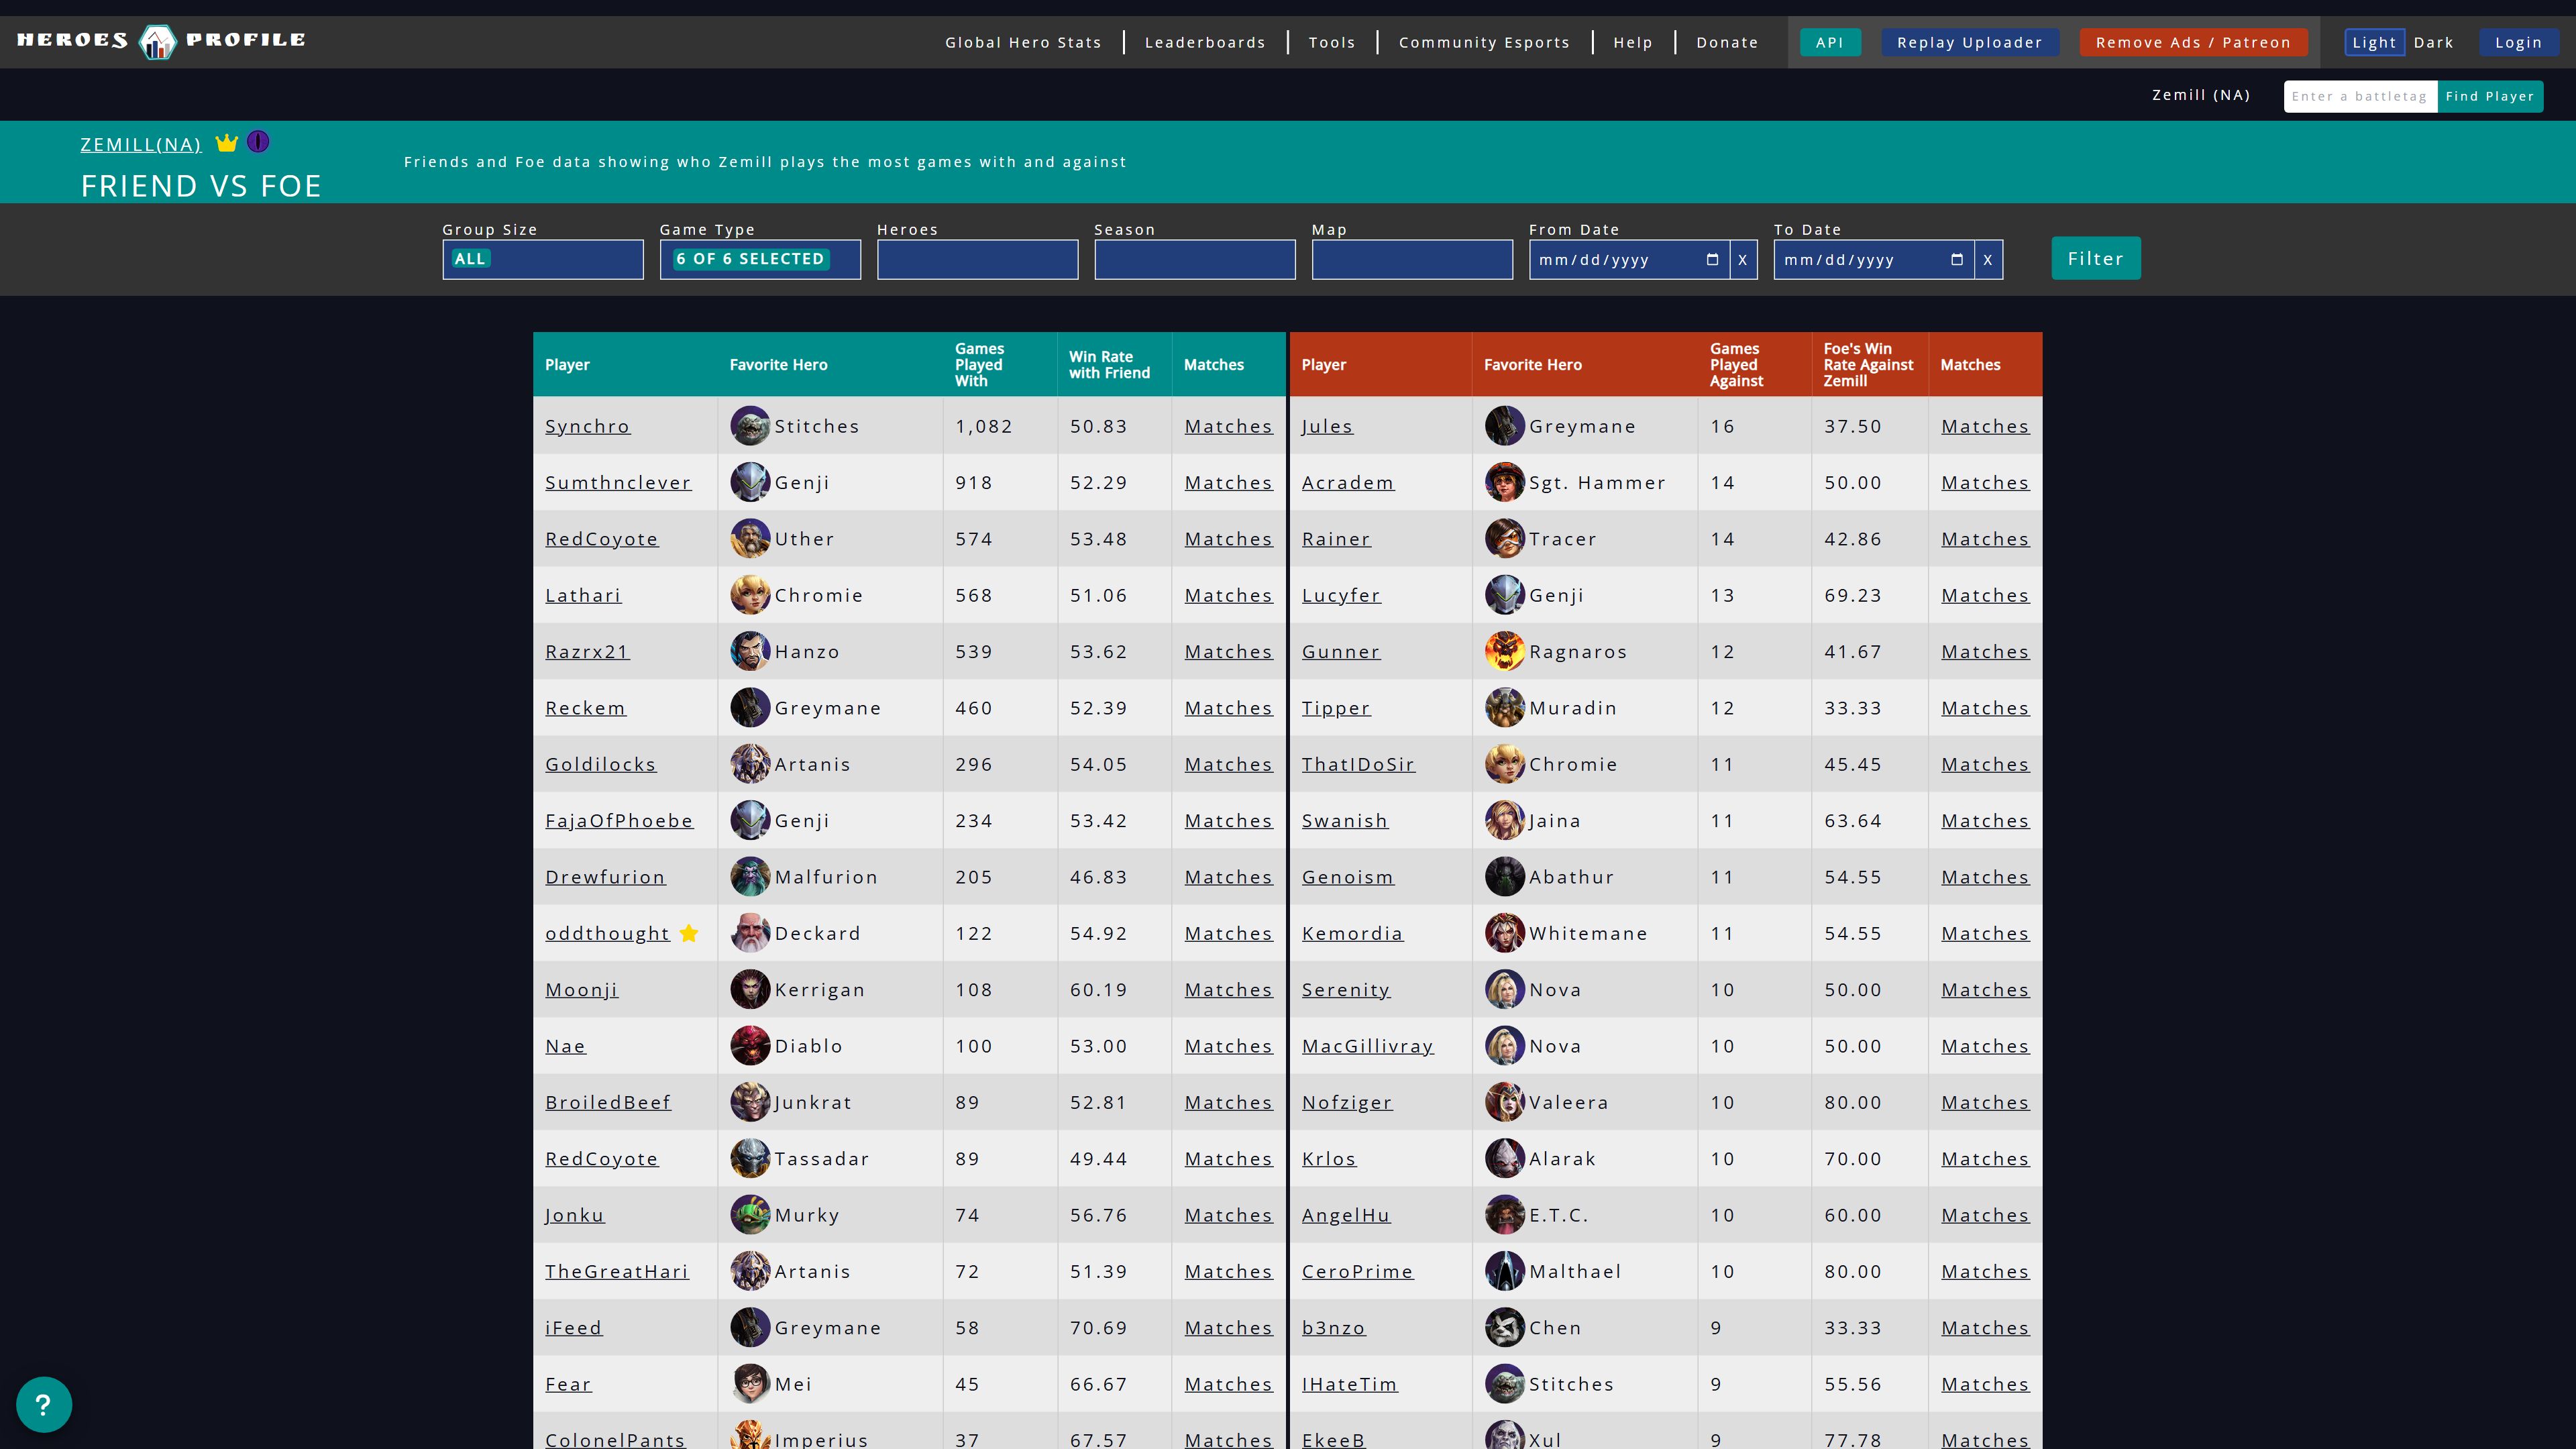 HEROES PROFILE Global Hero Stats Leaderboards Tools Community Esports Help Donate API Replay Uploader Remove Ads / Patreon Light Dark Login
Zemill (NA) Enter a battletag Find Player
ZEMILL(NA)
FRIEND VS FOE
Friends and Foe data showing who Zemill plays the most games with and against
Group Size Game Type Heroes Season Map From Date To Date
ALL 6 OF 6 SELECTED mm/dd/yyyy X mm/dd/yyyy X Filter
Player Favorite Hero Games Played With Win Rate with Friend Matches Player Favorite Hero Games Played Against Foe's Win Rate Against Zemill Matches
Synchro Stitches 1,082 50.83 Matches Jules Greymane 16 37.50 Matches
Sumthnclever Genji 918 52.29 Matches Acradem Sgt. Hammer 14 50.00 Matches
RedCoyote Uther 574 53.48 Matches Rainer Tracer 14 42.86 Matches
Lathari Chromie 568 51.06 Matches Lucyfer Genji 13 69.23 Matches
Razrx21 Hanzo 539 53.62 Matches Gunner Ragnaros 12 41.67 Matches
Reckem Greymane 460 52.39 Matches Tipper Muradin 12 33.33 Matches
Goldilocks Artanis 296 54.05 Matches ThatIDoSir Chromie 11 45.45 Matches
FajaOfPhoebe Genji 234 53.42 Matches Swanish Jaina 11 63.64 Matches
Drewfurion Malfurion 205 46.83 Matches Genoism Abathur 11 54.55 Matches
oddthought Deckard 122 54.92 Matches Kemordia Whitemane 11 54.55 Matches
Moonji Kerrigan 108 60.19 Matches Serenity Nova 10 50.00 Matches
Nae Diablo 100 53.00 Matches MacGillivray Nova 10 50.00 Matches
BroiledBeef Junkrat 89 52.81 Matches Nofziger Valeera 10 80.00 Matches
RedCoyote Tassadar 89 49.44 Matches Krlos Alarak 10 70.00 Matches
Jonku Murky 74 56.76 Matches AngelHu E.T.C. 10 60.00 Matches
TheGreatHari Artanis 72 51.39 Matches CeroPrime Malthael 10 80.00 Matches
iFeed Greymane 58 70.69 Matches b3nzo Chen 9 33.33 Matches
Fear Mei 45 66.67 Matches IHateTim Stitches 9 55.56 Matches
ColonelPants Imperius 37 67.57 Matches EkeeB Xul 9 77.78 Matches
?